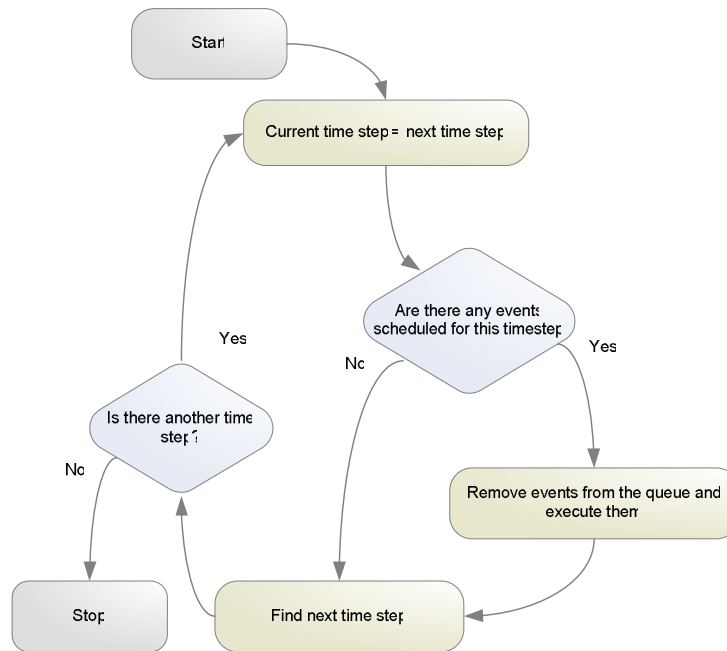 Start
Current time step = next time step
Are there any events
scheduled for this timestep
Yes
No
Yes
Is there another time
step?
No
Remove events from the queue and
execute them
Stop
Find next time step